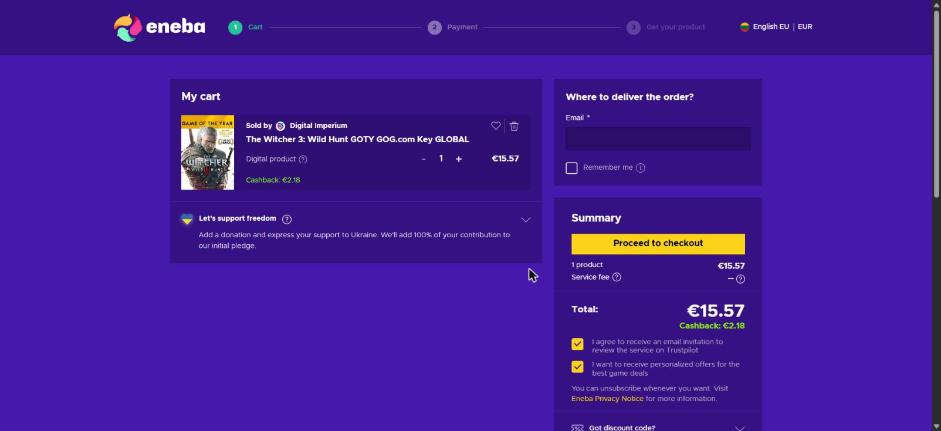 eneba
1 Cart
2 Payment
3 Get your product
English EU | EUR
My cart
GAME OF THE YEAR
THE WITCHER
Sold by Digital Imperium
The Witcher 3: Wild Hunt GOTY GOG.com Key GLOBAL
Digital product ?
- 1 +
€15.57
Cashback: €2.18
Let's support freedom ?
Add a donation and express your support to Ukraine. We'll add 100% of your contribution to
our initial pledge.
Where to deliver the order?
Email *
Remember me i
Summary
Proceed to checkout
1 product €15.57
Service fee ? – ?
Total: €15.57
Cashback: €2.18
I agree to receive an email invitation to
review the service on Trustpilot
I want to receive personalized offers for the
best game deals
You can unsubscribe whenever you want. Visit
Eneba Privacy Notice for more information.
Got discount code?